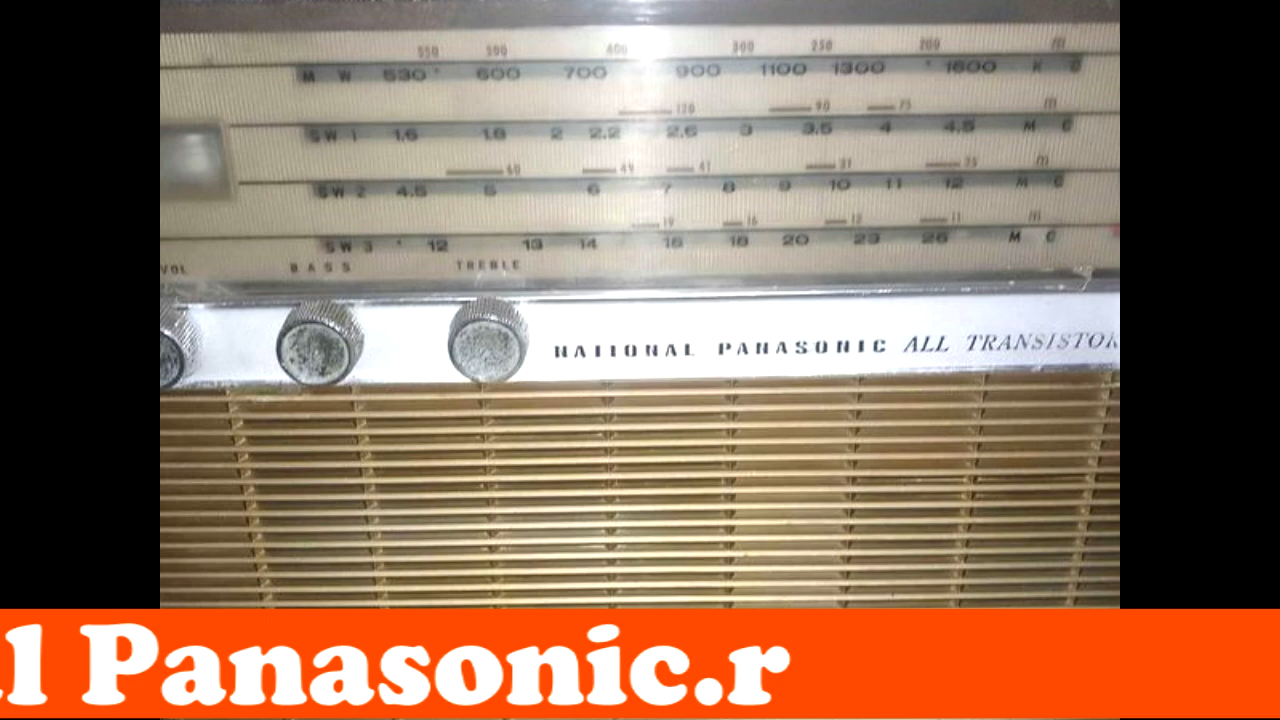 550 500 400 300 250 200 m
M W 530 600 700 900 1100 1300 1600 K C
120 90 75 m
SW 1 1.6 1.8 2 2.2 2.6 3 3.5 4 4.5 M C
60 49 41 31 25 m
SW 2 4.5 5 6 7 8 9 10 11 12 M C
19 16 13 11 m
SW 3 12 13 14 16 18 20 23 26 M C
VOL BASS TREBLE
NATIONAL PANASONIC ALL TRANSISTOR
l Panasonic.r